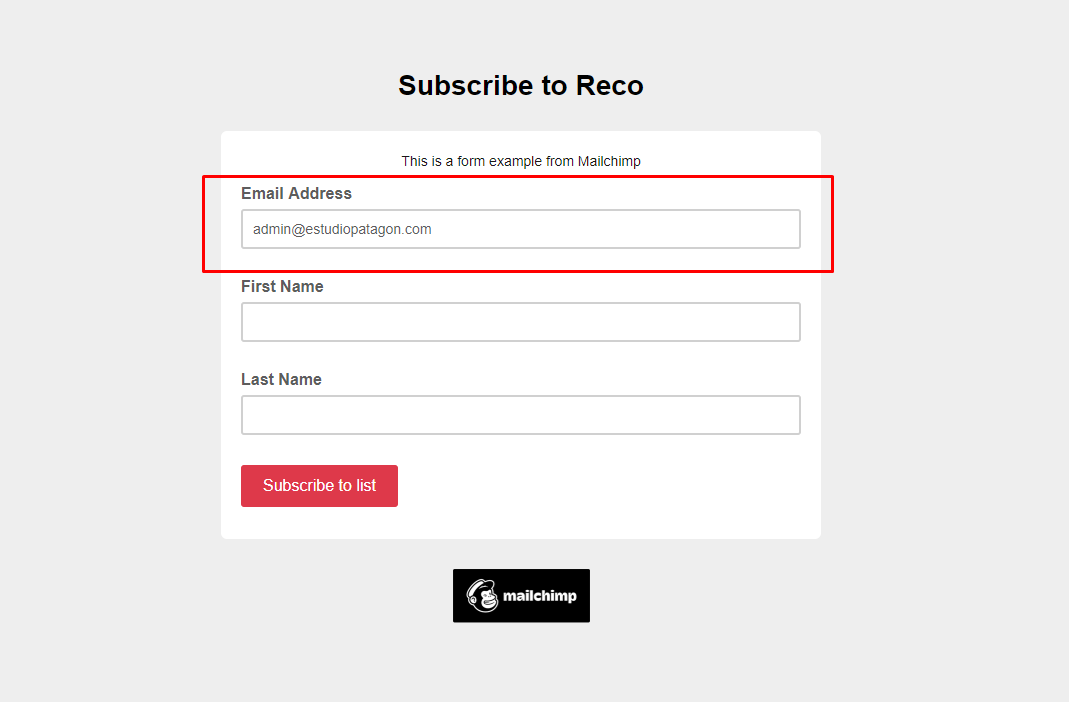 Subscribe to Reco
This is a form example from Mailchimp
Email Address
admin@estudiopatagon.com
First Name
Last Name
Subscribe to list
mailchimp